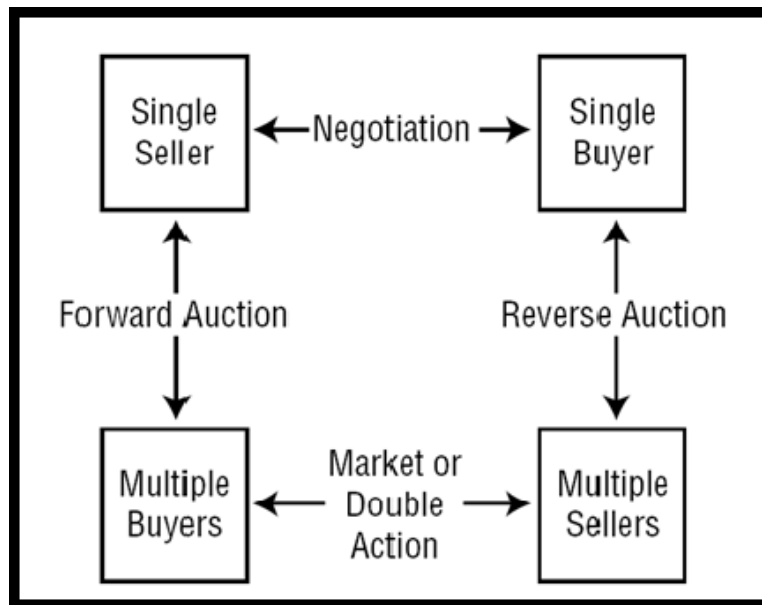 Single
Seller
Negotiation
Single
Buyer
Forward Auction
Reverse Auction
Multiple
Buyers
Market or
Double
Action
Multiple
Sellers